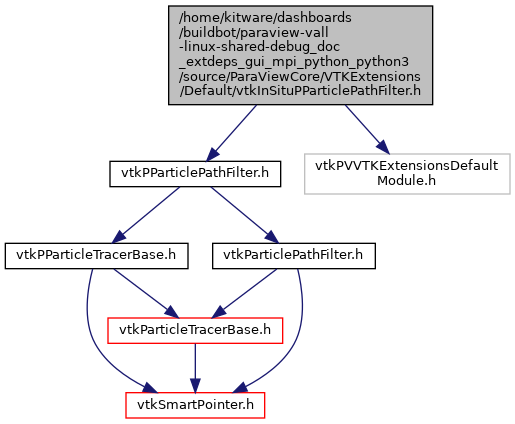 /home/kitware/dashboards
/buildbot/paraview-vall
-linux-shared-debug_doc
_extdeps_gui_mpi_python_python3
/source/ParaViewCore/VTKExtensions
/Default/vtkInSituPParticlePathFilter.h
vtkPParticlePathFilter.h
vtkPVVTKExtensionsDefault
Module.h
vtkPParticleTracerBase.h
vtkParticlePathFilter.h
vtkParticleTracerBase.h
vtkSmartPointer.h